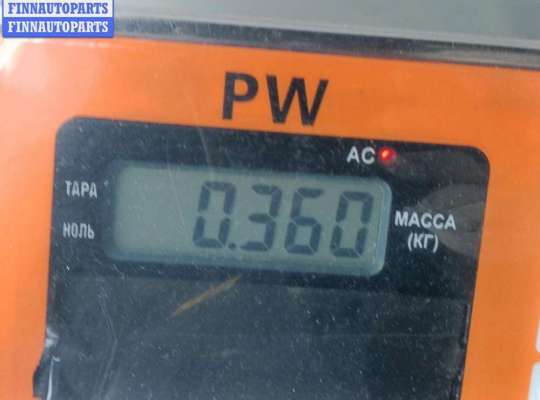 FINNAUTOPARTS
FINNAUTOPARTS
PW
AC
ТАРА
0.360
МАССА
НОЛЬ
(КГ)